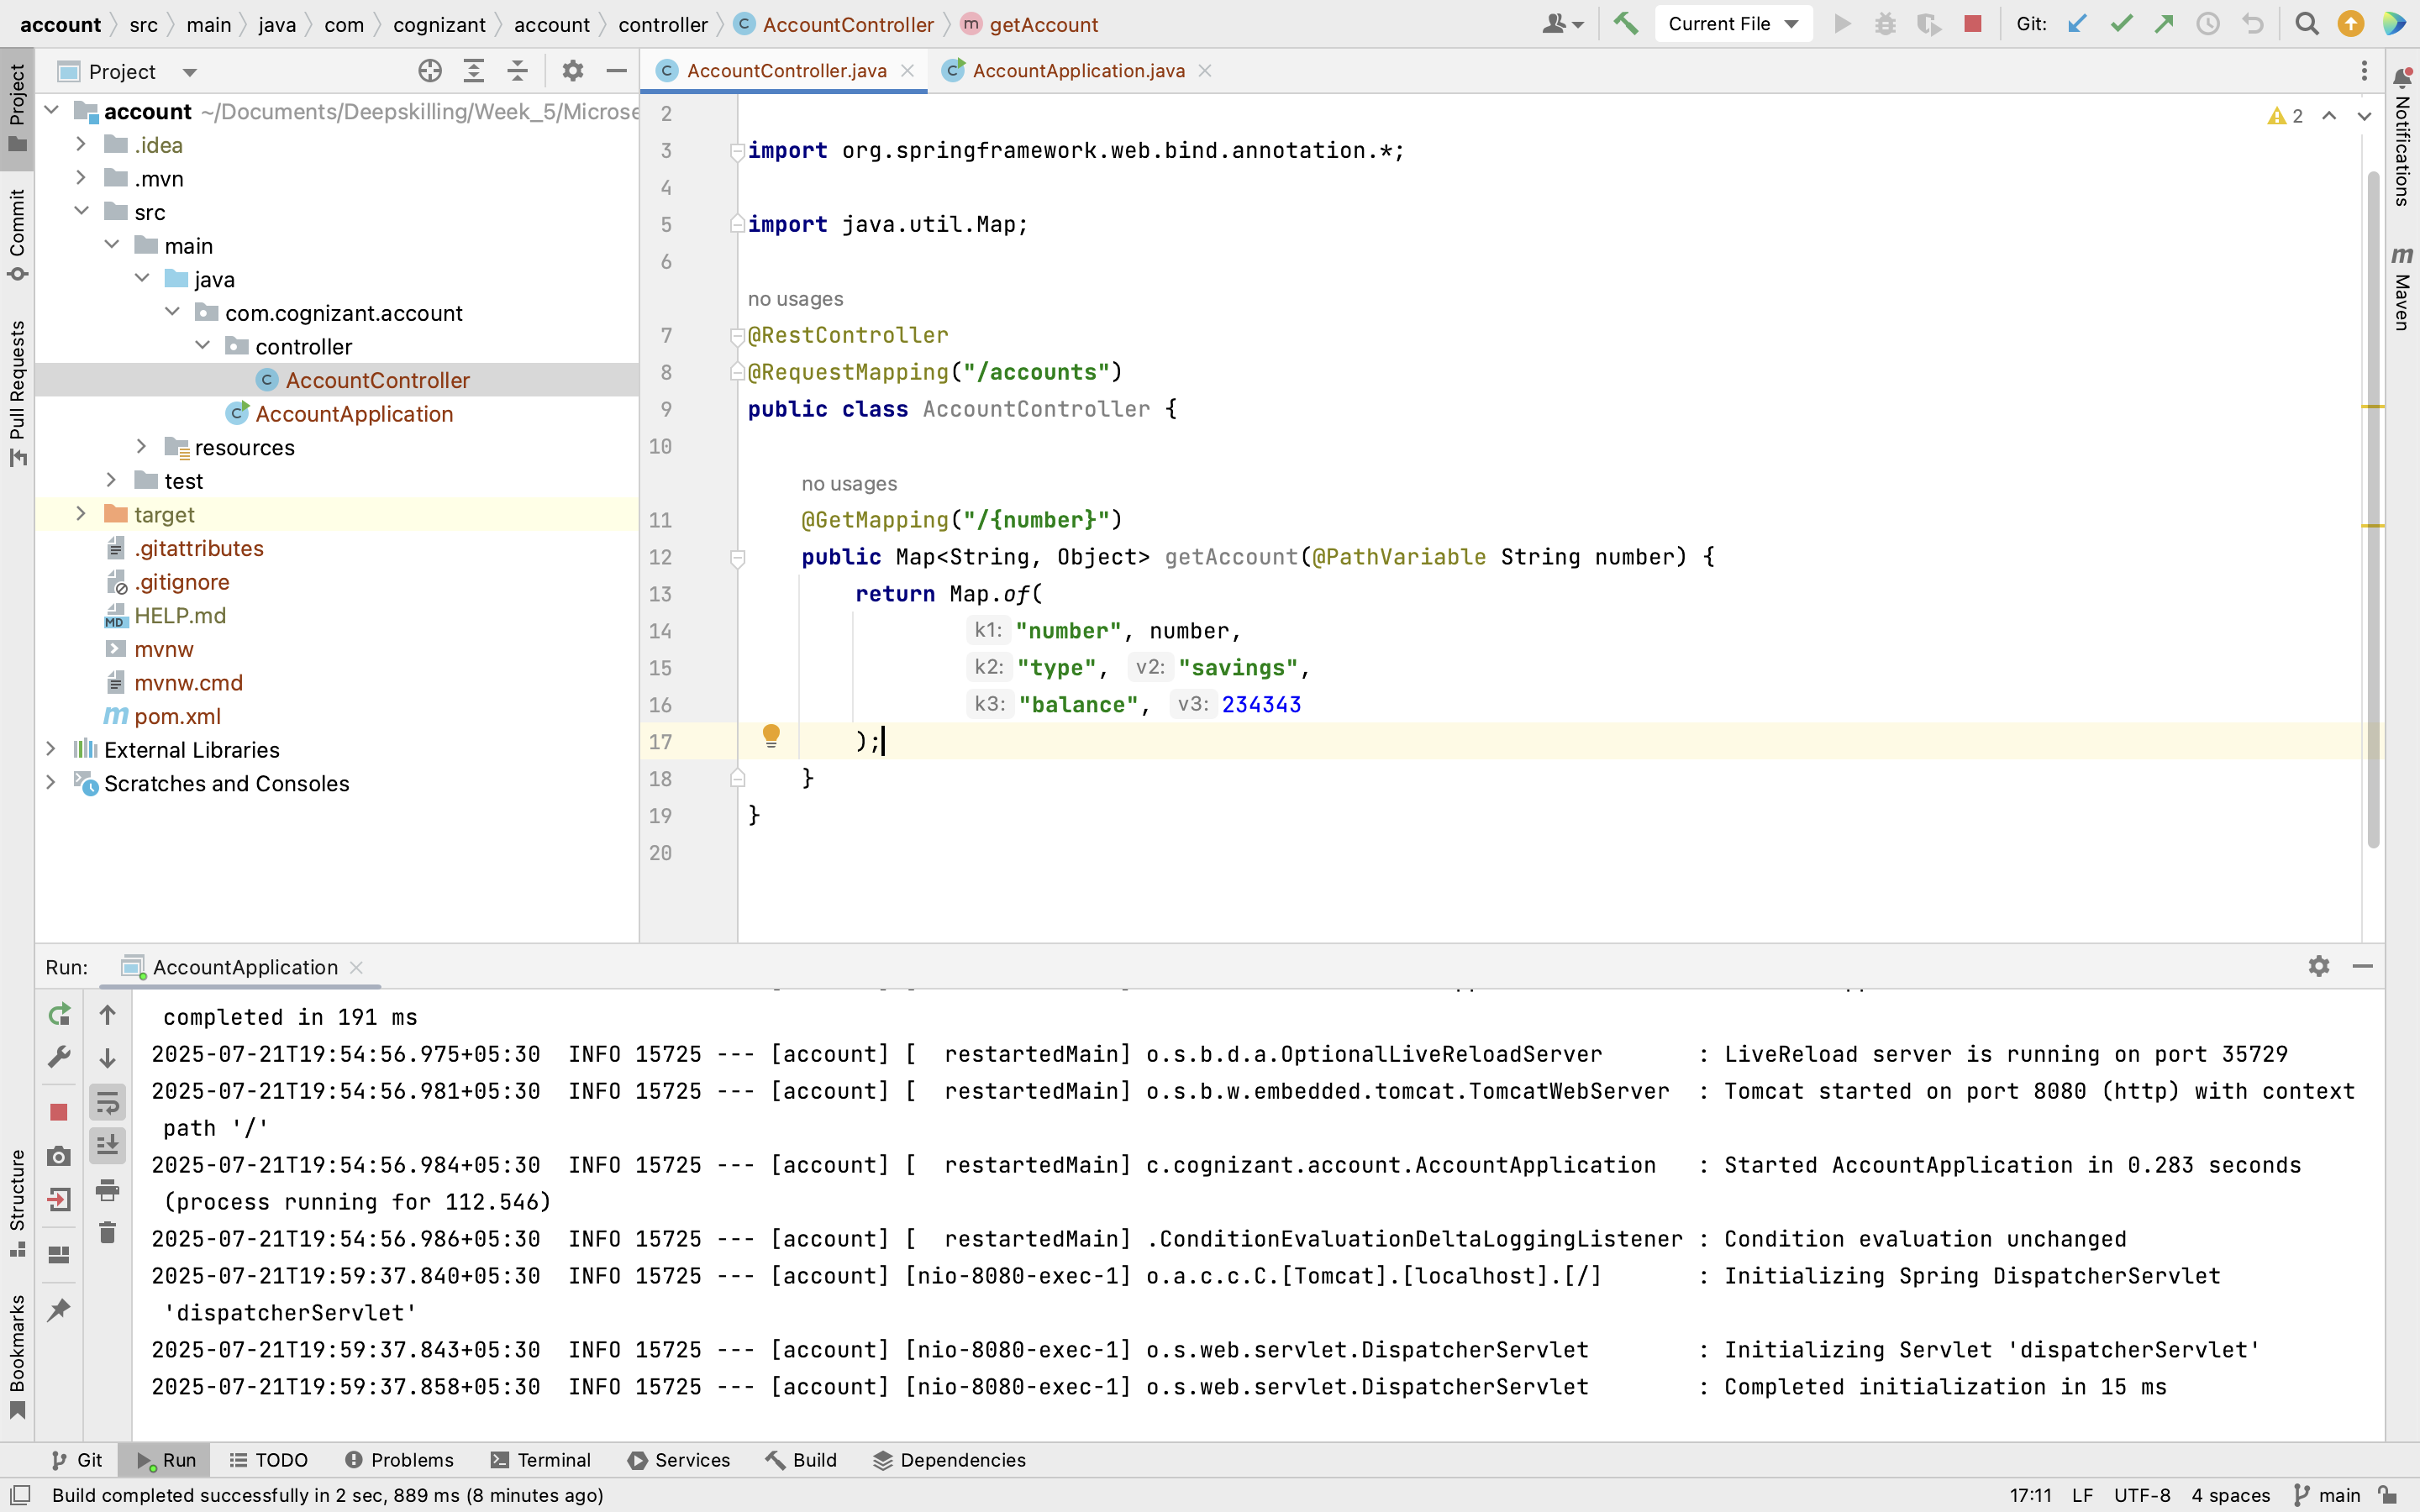 account src main java com cognizant account controller AccountController getAccount Current File Git:
Project
AccountController.java AccountApplication.java
account ~/Documents/Deepskilling/Week_5/Microse
.idea
.mvn
src
main
java
com.cognizant.account
controller
AccountController
AccountApplication
resources
test
target
.gitattributes
.gitignore
HELP.md
mvnw
mvnw.cmd
pom.xml
External Libraries
Scratches and Consoles
Project
Commit
Pull Requests
Structure
Bookmarks
Notifications
Maven
2
2
3 import org.springframework.web.bind.annotation.*;
4
5 import java.util.Map;
6
no usages
7 @RestController
8 @RequestMapping("/accounts")
9 public class AccountController {
10
no usages
11 @GetMapping("/{number}")
12 public Map<String, Object> getAccount(@PathVariable String number) {
13 return Map.of(
14 k1: "number", number,
15 k2: "type", v2: "savings",
16 k3: "balance", v3: 234343
17 );
18 }
19 }
20
Run: AccountApplication
completed in 191 ms
2025-07-21T19:54:56.975+05:30  INFO 15725 --- [account] [  restartedMain] o.s.b.d.a.OptionalLiveReloadServer       : LiveReload server is running on port 35729
2025-07-21T19:54:56.981+05:30  INFO 15725 --- [account] [  restartedMain] o.s.b.w.embedded.tomcat.TomcatWebServer  : Tomcat started on port 8080 (http) with context
path '/'
2025-07-21T19:54:56.984+05:30  INFO 15725 --- [account] [  restartedMain] c.cognizant.account.AccountApplication   : Started AccountApplication in 0.283 seconds
(process running for 112.546)
2025-07-21T19:54:56.986+05:30  INFO 15725 --- [account] [  restartedMain] .ConditionEvaluationDeltaLoggingListener : Condition evaluation unchanged
2025-07-21T19:59:37.840+05:30  INFO 15725 --- [account] [nio-8080-exec-1] o.a.c.c.C.[Tomcat].[localhost].[/]       : Initializing Spring DispatcherServlet
'dispatcherServlet'
2025-07-21T19:59:37.843+05:30  INFO 15725 --- [account] [nio-8080-exec-1] o.s.web.servlet.DispatcherServlet        : Initializing Servlet 'dispatcherServlet'
2025-07-21T19:59:37.858+05:30  INFO 15725 --- [account] [nio-8080-exec-1] o.s.web.servlet.DispatcherServlet        : Completed initialization in 15 ms
Git Run TODO Problems Terminal Services Build Dependencies
Build completed successfully in 2 sec, 889 ms (8 minutes ago) 17:11 LF UTF-8 4 spaces main